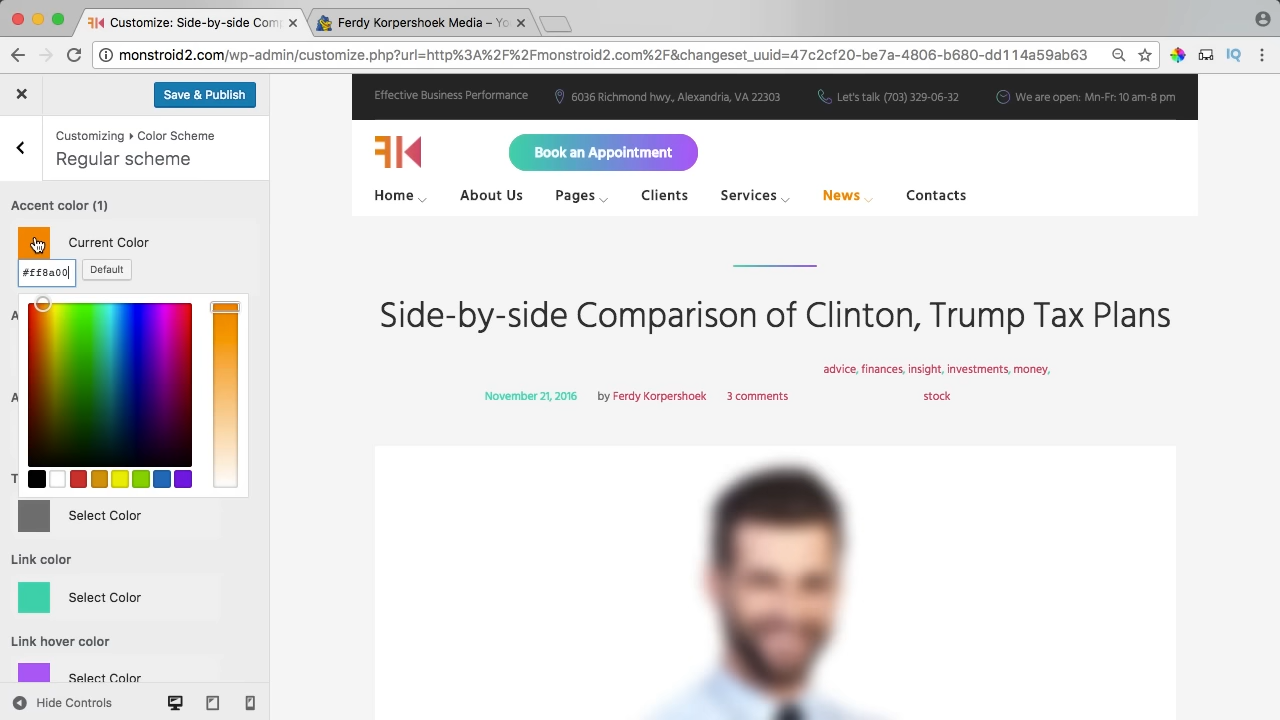 Customize: Side-by-side Com
Ferdy Korpershoek Media – Yo
monstroid2.com/wp-admin/customize.php?url=http%3A%2F%2Fmonstroid2.com%2F&changeset_uuid=47c2cf20-be7a-4806-b680-dd114a59ab63
Save & Publish
Customizing ▸ Color Scheme
Regular scheme
Accent color (1)
Current Color
#ff8a00
Default
A
A
T
Select Color
Link color
Select Color
Link hover color
Select Color
Hide Controls
Effective Business Performance
6036 Richmond hwy., Alexandria, VA 22303
Let's talk (703) 329-06-32
We are open: Mn-Fr: 10 am-8 pm
FK
Book an Appointment
Home
About Us
Pages
Clients
Services
News
Contacts
Side-by-side Comparison of Clinton, Trump Tax Plans
advice, finances, insight, investments, money,
November 21, 2016 by Ferdy Korpershoek 3 comments
stock